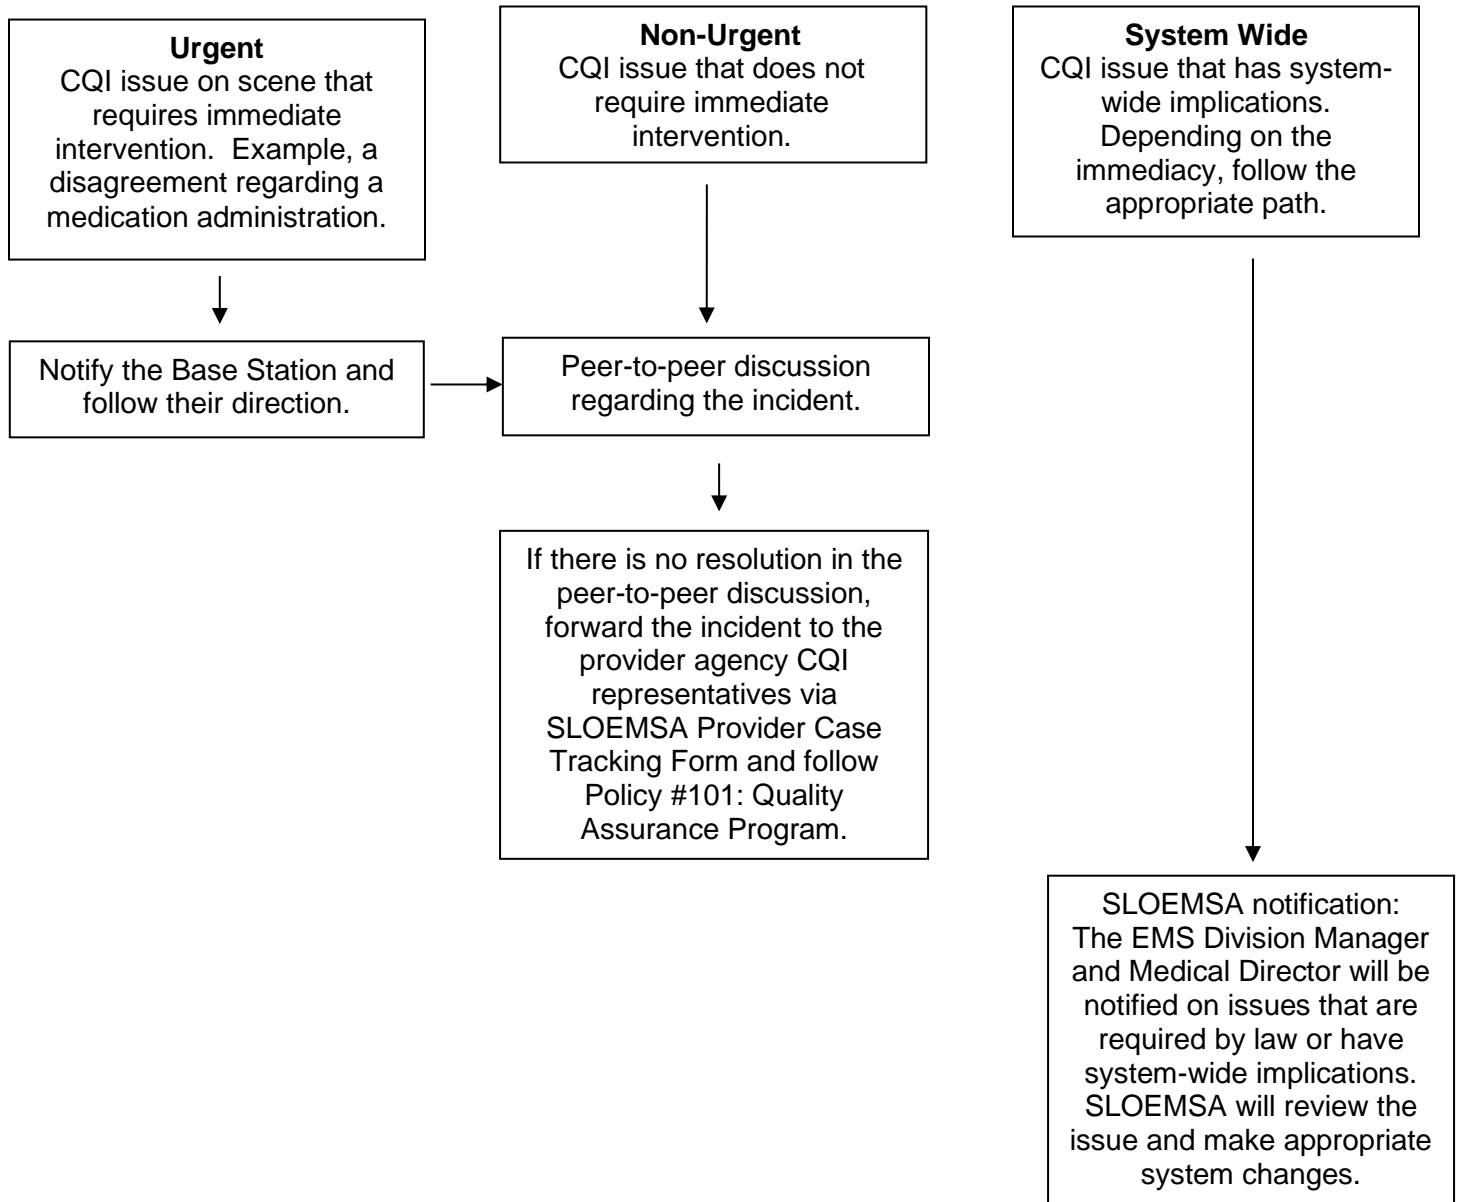 Urgent
CQI issue on scene that
requires immediate
intervention.  Example, a
disagreement regarding a
medication administration.
Non-Urgent
CQI issue that does not
require immediate
intervention.
System Wide
CQI issue that has system-
wide implications.
Depending on the
immediacy, follow the
appropriate path.
Notify the Base Station and
follow their direction.
Peer-to-peer discussion
regarding the incident.
If there is no resolution in the
peer-to-peer discussion,
forward the incident to the
provider agency CQI
representatives via
SLOEMSA Provider Case
Tracking Form and follow
Policy #101: Quality
Assurance Program.
SLOEMSA notification:
The EMS Division Manager
and Medical Director will be
notified on issues that are
required by law or have
system-wide implications.
SLOEMSA will review the
issue and make appropriate
system changes.